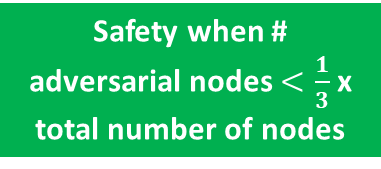 Safety when #
adversarial nodes < 1/3 x
total number of nodes